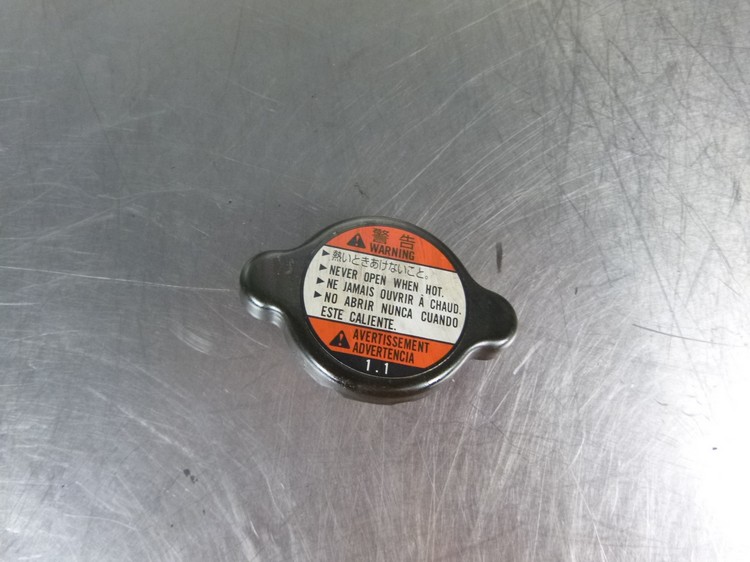 警告
WARNING
熱いときあけないこと。
NEVER OPEN WHEN HOT.
NE JAMAIS OUVRIR À CHAUD.
NO ABRIR NUNCA CUANDO
ESTE CALIENTE.
AVERTISSEMENT
ADVERTENCIA
1.1